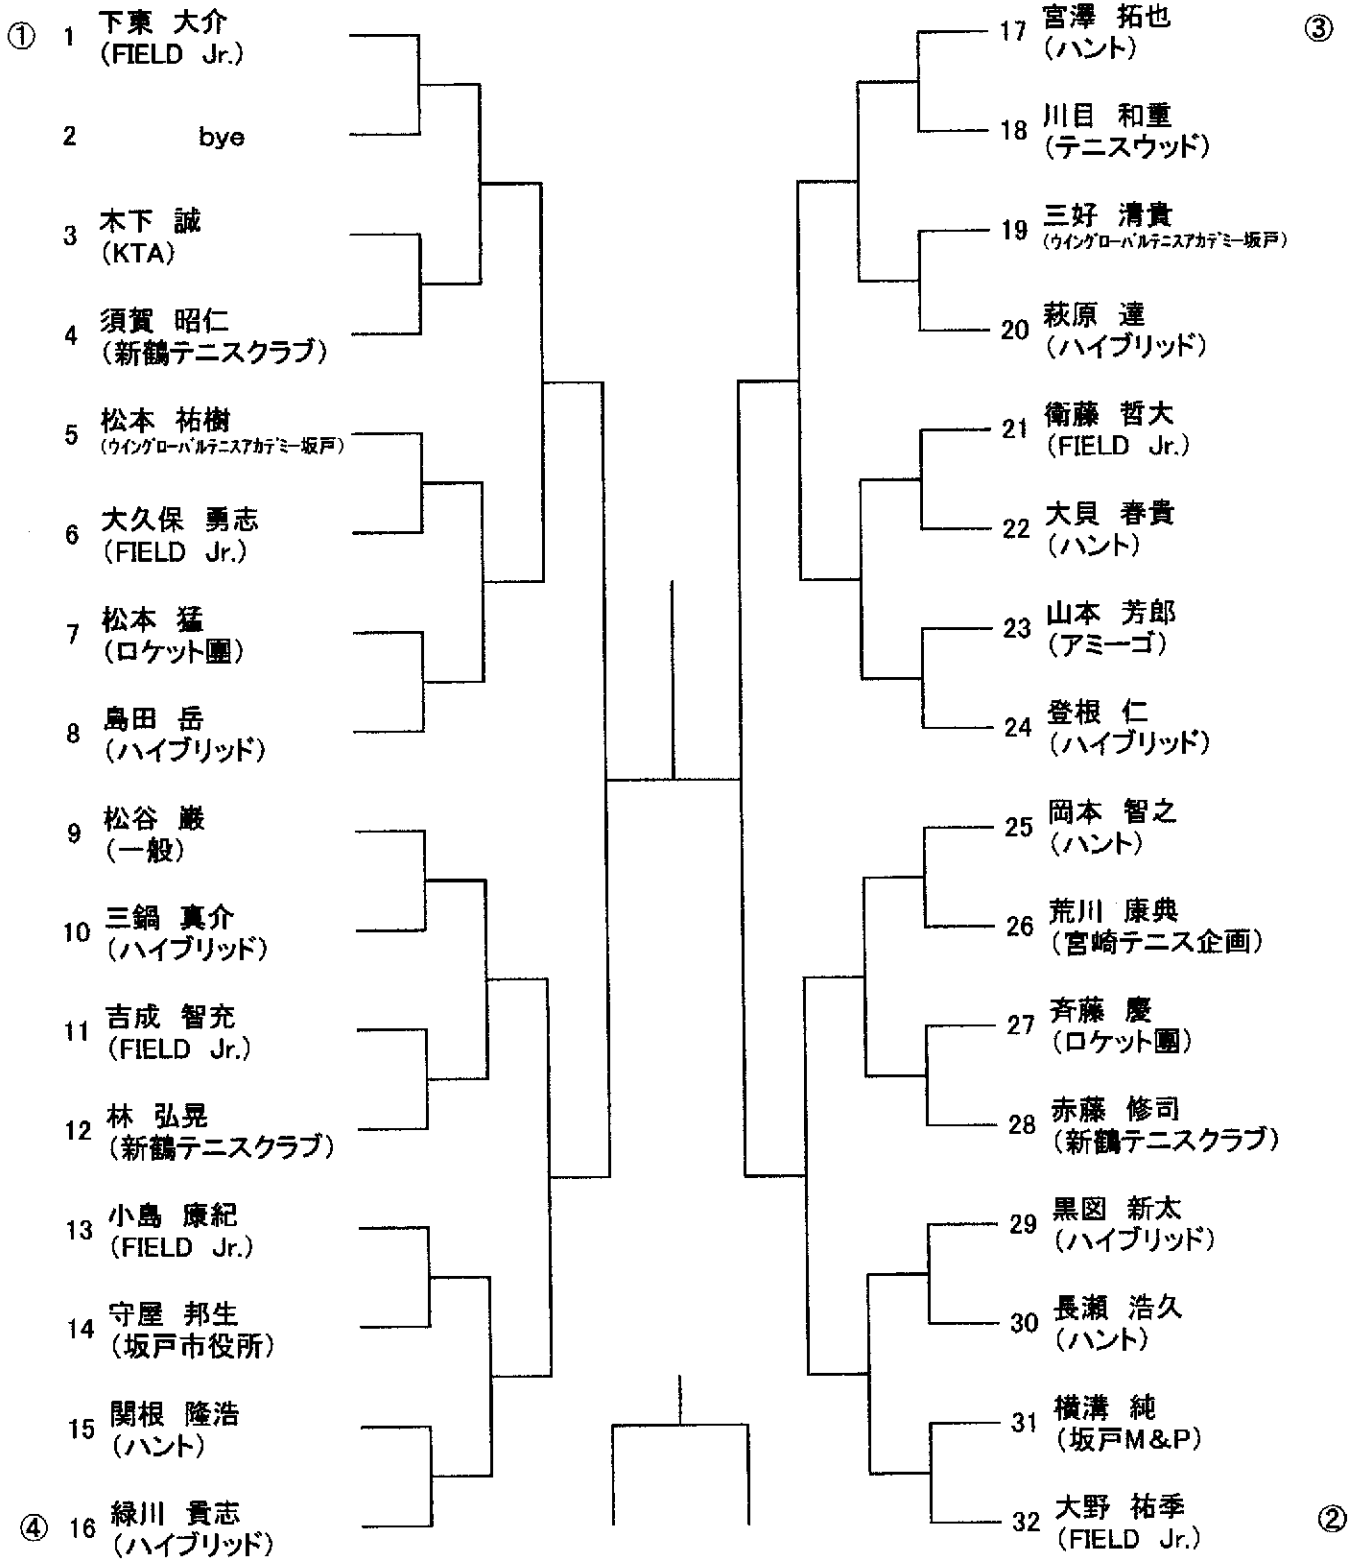 ① 1 下東 大介
(FIELD Jr.)
2 bye
3 木下 誠
(KTA)
4 須賀 昭仁
(新鶴テニスクラブ)
5 松本 祐樹
(ウイングローバルテニスアカデミー坂戸)
6 大久保 勇志
(FIELD Jr.)
7 松本 猛
(ロケット團)
8 島田 岳
(ハイブリッド)
9 松谷 巌
(一般)
10 三鍋 真介
(ハイブリッド)
11 吉成 智充
(FIELD Jr.)
12 林 弘晃
(新鶴テニスクラブ)
13 小島 康紀
(FIELD Jr.)
14 守屋 邦生
(坂戸市役所)
15 関根 隆浩
(ハント)
④ 16 緑川 貴志
(ハイブリッド)
17 宮澤 拓也 ③
(ハント)
18 川目 和重
(テニスウッド)
19 三好 清貴
(ウイングローバルテニスアカデミー坂戸)
20 萩原 達
(ハイブリッド)
21 衛藤 哲大
(FIELD Jr.)
22 大貝 春貴
(ハント)
23 山本 芳郎
(アミーゴ)
24 登根 仁
(ハイブリッド)
25 岡本 智之
(ハント)
26 荒川 康典
(宮崎テニス企画)
27 斉藤 慶
(ロケット團)
28 赤藤 修司
(新鶴テニスクラブ)
29 黒図 新太
(ハイブリッド)
30 長瀬 浩久
(ハント)
31 横溝 純
(坂戸M&P)
32 大野 祐季 ②
(FIELD Jr.)